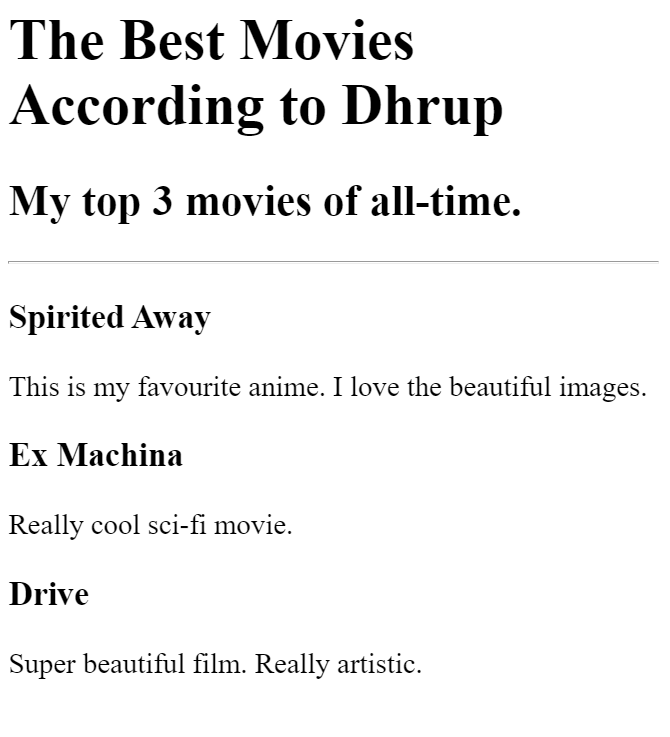 The Best Movies
According to Dhrup
My top 3 movies of all-time.
Spirited Away
This is my favourite anime. I love the beautiful images.
Ex Machina
Really cool sci-fi movie.
Drive
Super beautiful film. Really artistic.